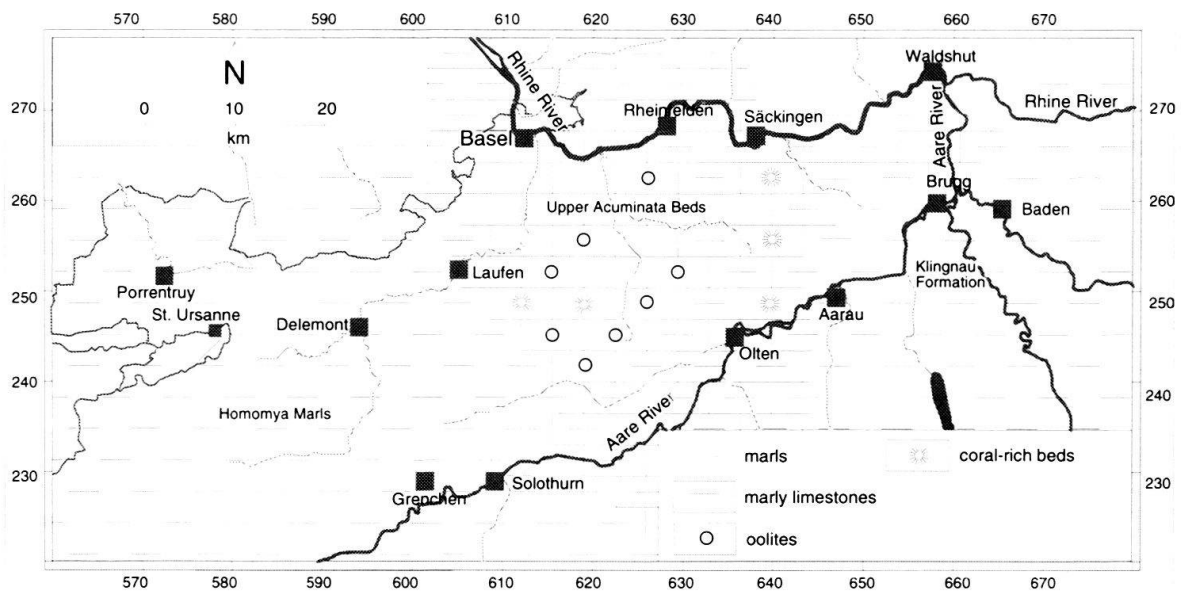 570 580 590 600 610 620 630 640 650 660 670
N
0 10 20
km
270
260
250
240
230
270
260
250
240
230
Rhine River
Basel
Rheinfelden
Säckingen
Waldshut
Rhine River
Aare River
Brugg
Baden
Upper Acuminata Beds
Klingnau
Formation
Laufen
Porrentruy
St. Ursanne
Delemont
Aarau
Olten
Homomya Marls
Aare River
Grenchen
Solothurn
marls
coral-rich beds
marly limestones
oolites
570 580 590 600 610 620 630 640 650 660 670